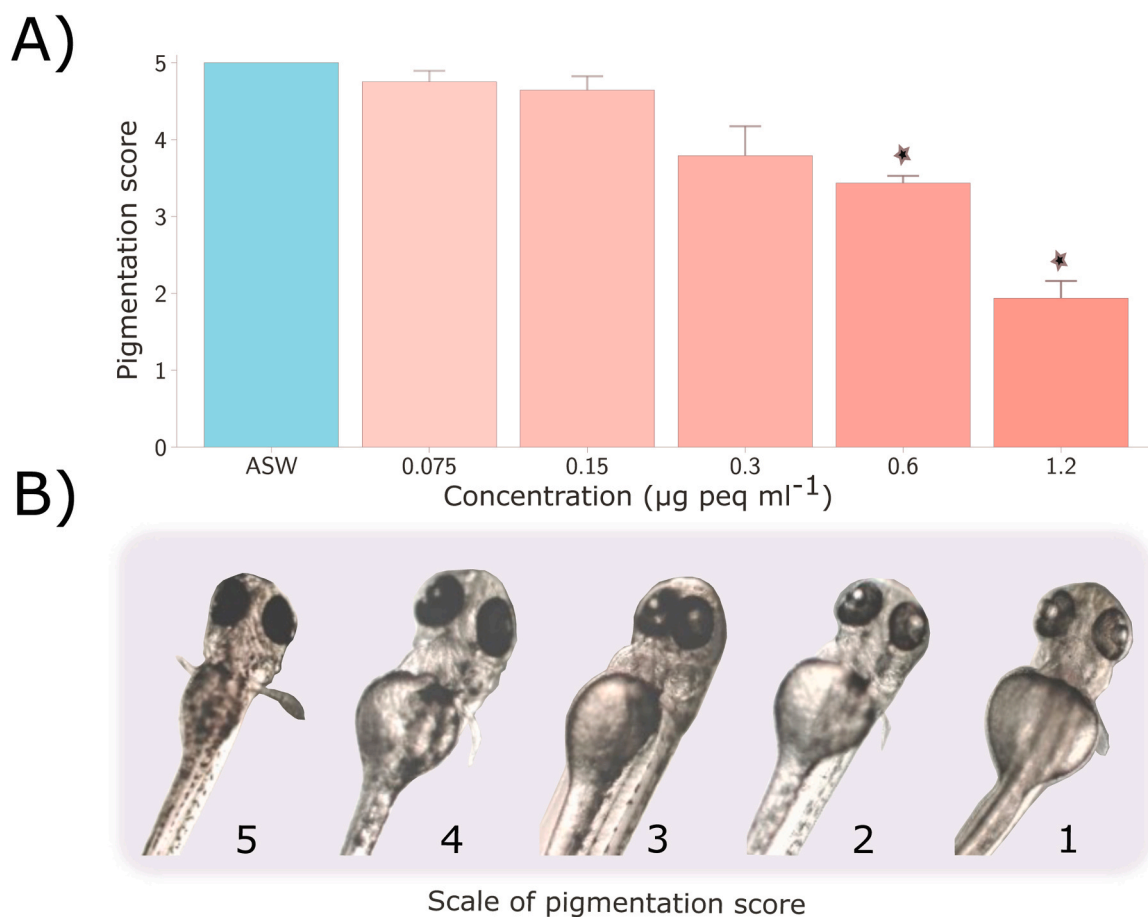 A)
Pigmentation score
5
4
3
2
1
0
ASW 0.075 0.15 0.3 0.6 1.2
Concentration (µg peq ml⁻¹)
B)
5 4 3 2 1
Scale of pigmentation score